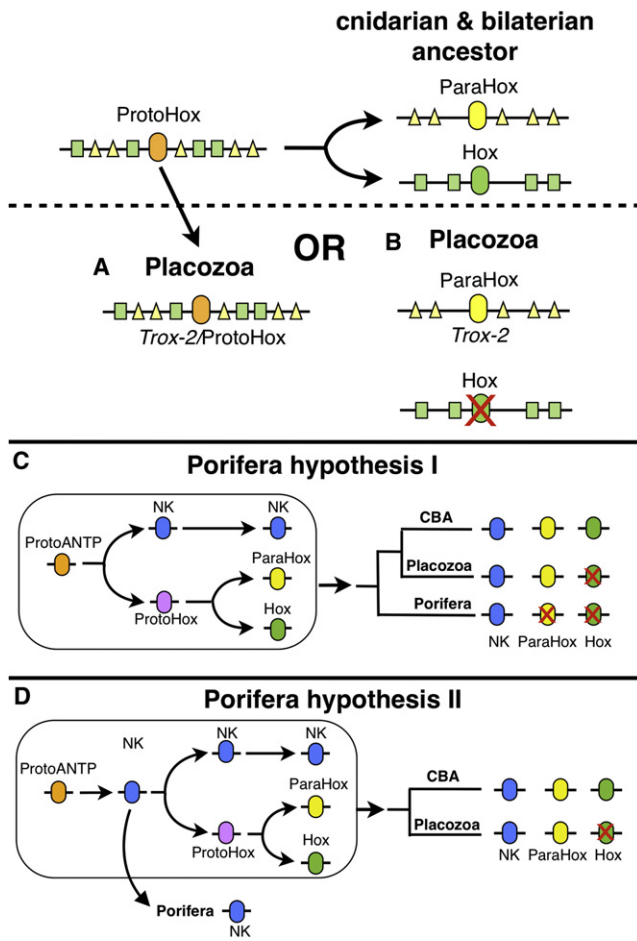 cnidarian & bilaterian
ancestor
ProtoHox
ParaHox
Hox
A
Placozoa
Trox-2/ProtoHox
OR
B
Placozoa
ParaHox
Trox-2
Hox
C
Porifera hypothesis I
ProtoANTP
NK
NK
ProtoHox
ParaHox
Hox
CBA
Placozoa
Porifera
NK ParaHox Hox
D
Porifera hypothesis II
ProtoANTP
NK
NK
NK
ProtoHox
ParaHox
Hox
Porifera
NK
CBA
Placozoa
NK ParaHox Hox